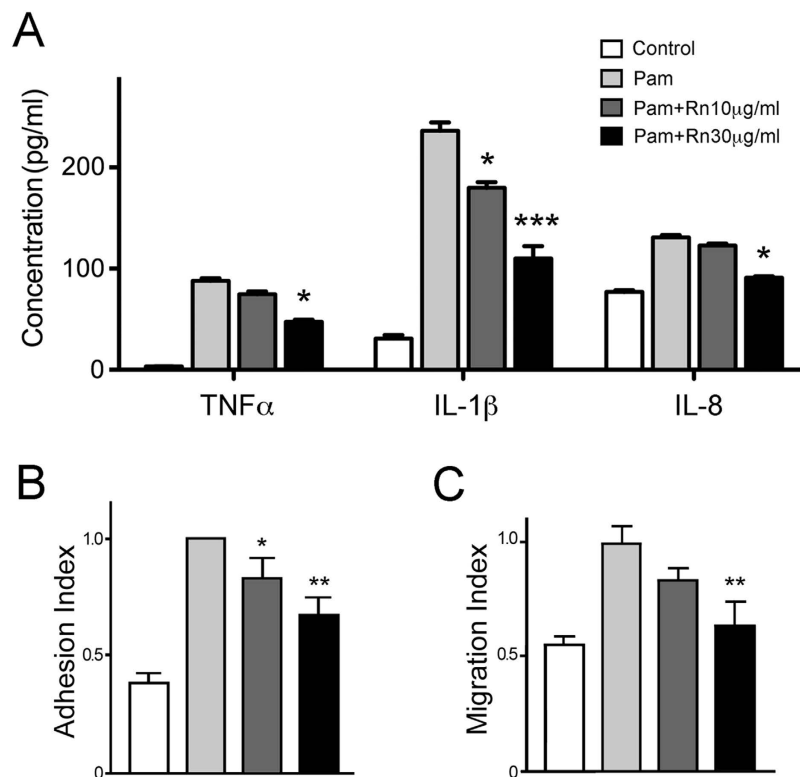 A
Control
Pam
Pam+Rn10μg/ml
Pam+Rn30μg/ml
Concentration (pg/ml)
200
100
0
*
*
***
*
TNFα
IL-1β
IL-8
B
Adhesion Index
1.0
0.5
0
*
**
C
Migration Index
1.0
0.5
0
**